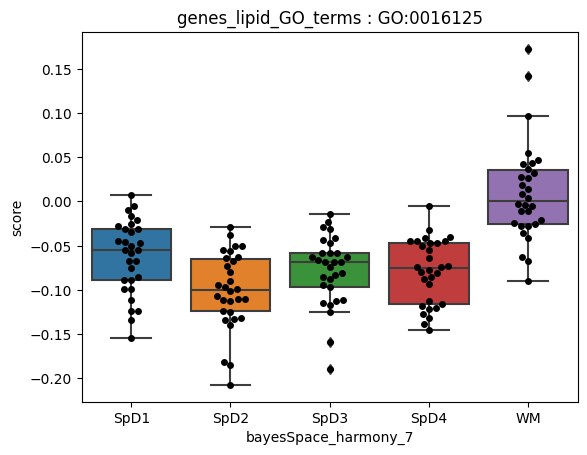 genes_lipid_GO_terms : GO:0016125
score
0.15
0.10
0.05
0.00
−0.05
−0.10
−0.15
−0.20
SpD1 SpD2 SpD3 SpD4 WM
bayesSpace_harmony_7